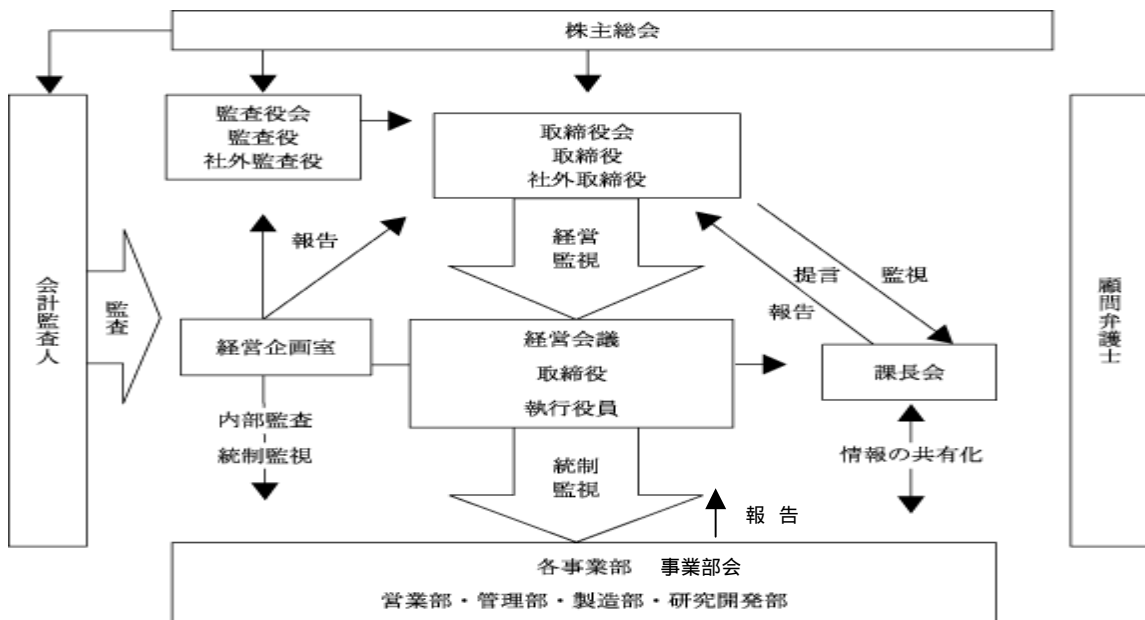 株主総会
監査役会
監査役
社外監査役
取締役会
取締役
社外取締役
報告
経営
監視
提言
監視
報告
会計監査人
監査
顧問弁護士
経営企画室
経営会議
取締役
執行役員
課長会
内部監査
統制監視
統制
監視
情報の共有化
報 告
各事業部 事業部会
営業部・管理部・製造部・研究開発部